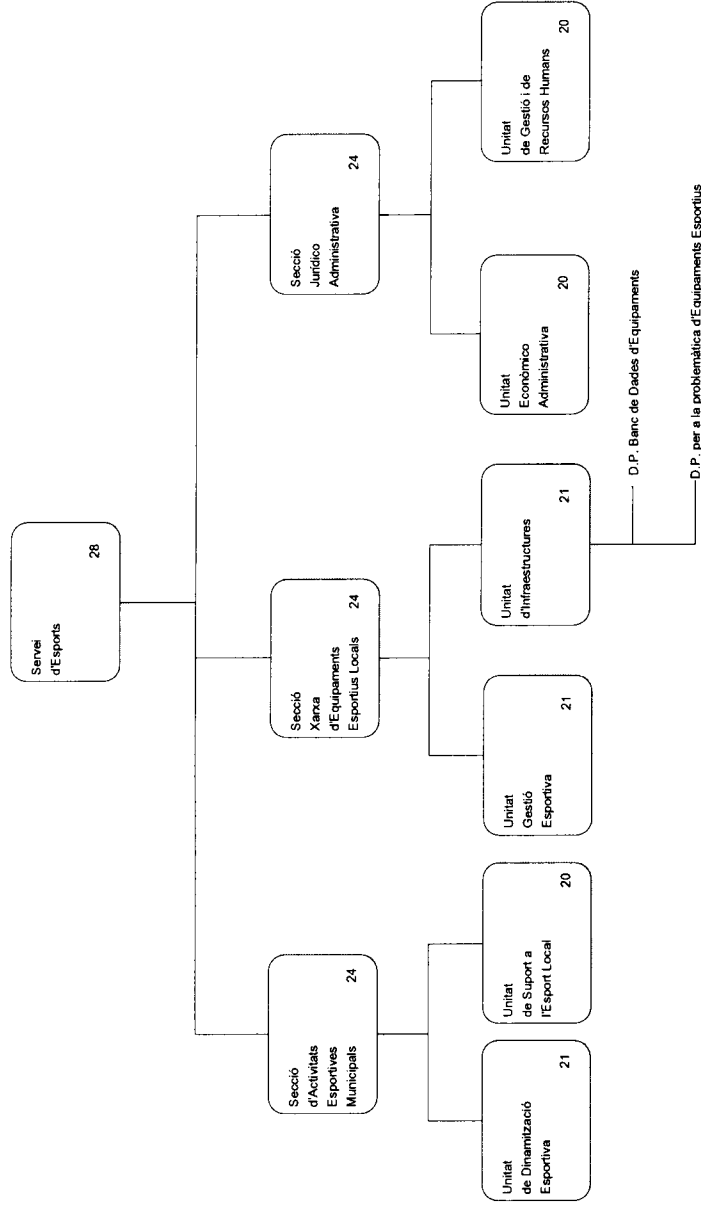 Servei
d'Esports
28
Secció
d'Activitats
Esportives
Municipals
24
Secció
Xarxa
d'Equipaments
Esportius Locals
24
Secció
Jurídico
Administrativa
24
Unitat
de Dinamització
Esportiva
21
Unitat
de Suport a
l'Esport Local
20
Unitat
Gestió
Esportiva
21
Unitat
d'Infraestructures
21
Unitat
Econòmico
Administrativa
20
Unitat
de Gestió i de
Recursos Humans
20
D.P. Banc de Dades d'Equipaments
D.P. per a la problemàtica d'Equipaments Esportius